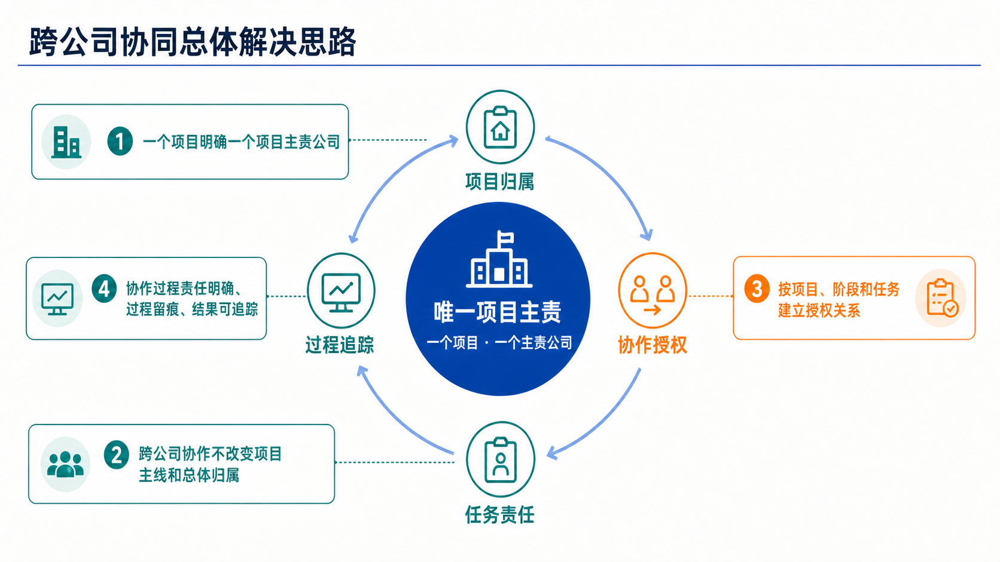 跨公司协同总体解决思路
1 一个项目明确一个项目主责公司
项目归属
4 协作过程责任明确、
过程留痕、结果可追踪
过程追踪
唯一项目主责
一个项目 · 一个主责公司
协作授权
3 按项目、阶段和任务
建立授权关系
2 跨公司协作不改变项目
主线和总体归属
任务责任